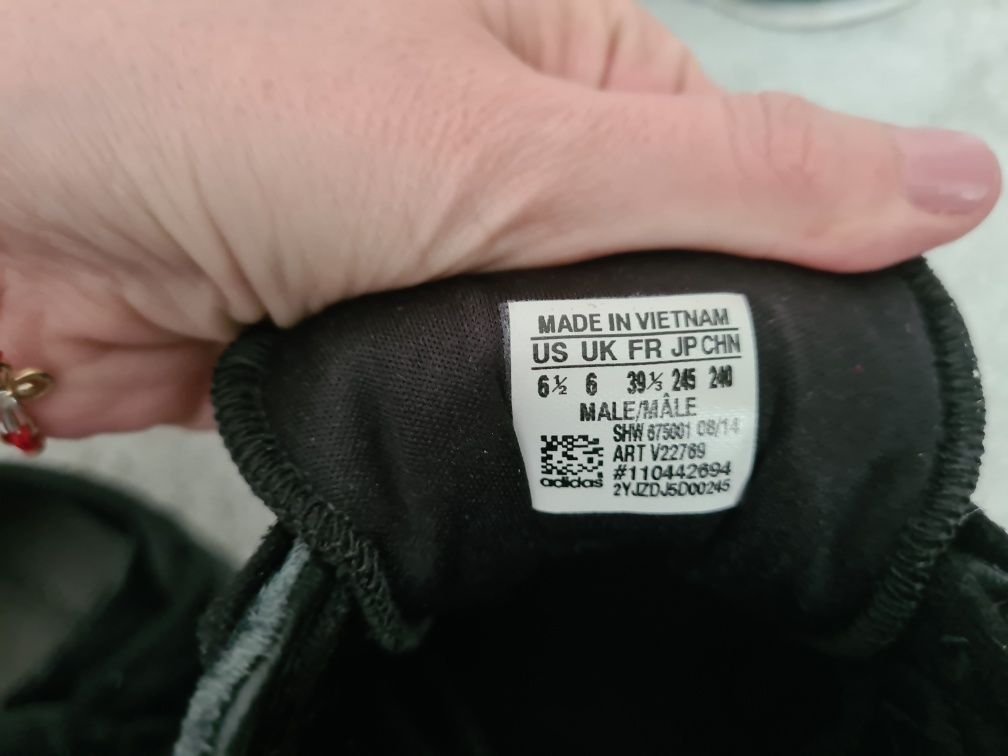 MADE IN VIETNAM
US UK FR JP CHN
6½ 6 39⅓ 245 240
MALE/MÂLE
SHW 675001 08/14
ART V22769
#110442694
adidas 2YJZDJ5D00245